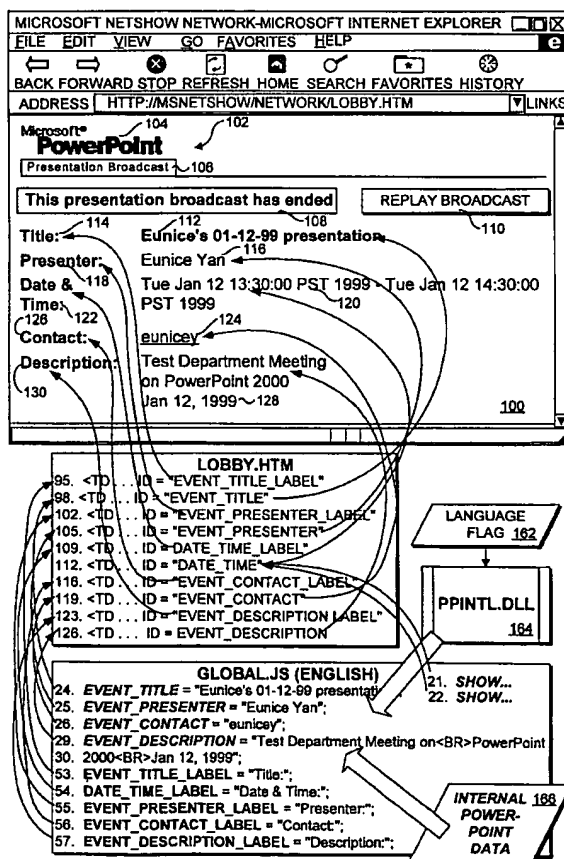 MICROSOFT NETSHOW NETWORK-MICROSOFT INTERNET EXPLORER
FILE EDIT VIEW GO FAVORITES HELP
BACK FORWARD STOP REFRESH HOME SEARCH FAVORITES HISTORY
ADDRESS HTTP://MSNETSHOW/NETWORK/LOBBY.HTM LINKS
Microsoft® 104 102
PowerPoint
Presentation Broadcast 106
This presentation broadcast has ended REPLAY BROADCAST
114 112 108 110
Title: Eunice's 01-12-99 presentation
116
Presenter: Eunice Yan
118
Date & Tue Jan 12 13:30:00 PST 1999 - Tue Jan 12 14:30:00
Time: 122 PST 1999 120
126 124
Contact: eunicey
Description: Test Department Meeting
on PowerPoint 2000
130 Jan 12, 1999 128 100
LOBBY.HTM
95. <TD ... ID = "EVENT_TITLE_LABEL"
98. <TD ... ID = "EVENT_TITLE"
102. <TD ... ID = "EVENT_PRESENTER_LABEL"
105. <TD ... ID = "EVENT_PRESENTER"
109. <TD ... ID = DATE_TIME_LABEL"
112. <TD ... ID = "DATE_TIME"
116. <TD ... ID = "EVENT_CONTACT_LABEL"
119. <TD ... ID = "EVENT_CONTACT"
123. <TD ... ID = "EVENT_DESCRIPTION LABEL"
126. <TD ... ID = EVENT_DESCRIPTION
LANGUAGE
FLAG 162
PPINTL.DLL
164
GLOBAL.JS (ENGLISH)
21. SHOW...
22. SHOW...
24. EVENT_TITLE = "Eunice's 01-12-99 presentati
25. EVENT_PRESENTER = "Eunice Yan";
26. EVENT_CONTACT = "eunicey";
29. EVENT_DESCRIPTION = "Test Department Meeting on<BR>PowerPoint
30. 2000<BR>Jan 12, 1999";
53. EVENT_TITLE_LABEL = "Title:";
54. DATE_TIME_LABEL = "Date & Time:";
55. EVENT_PRESENTER_LABEL = "Presenter:";
56. EVENT_CONTACT_LABEL = "Contact:";
57. EVENT_DESCRIPTION_LABEL = "Description:";
INTERNAL 166
POWER-
POINT
DATA